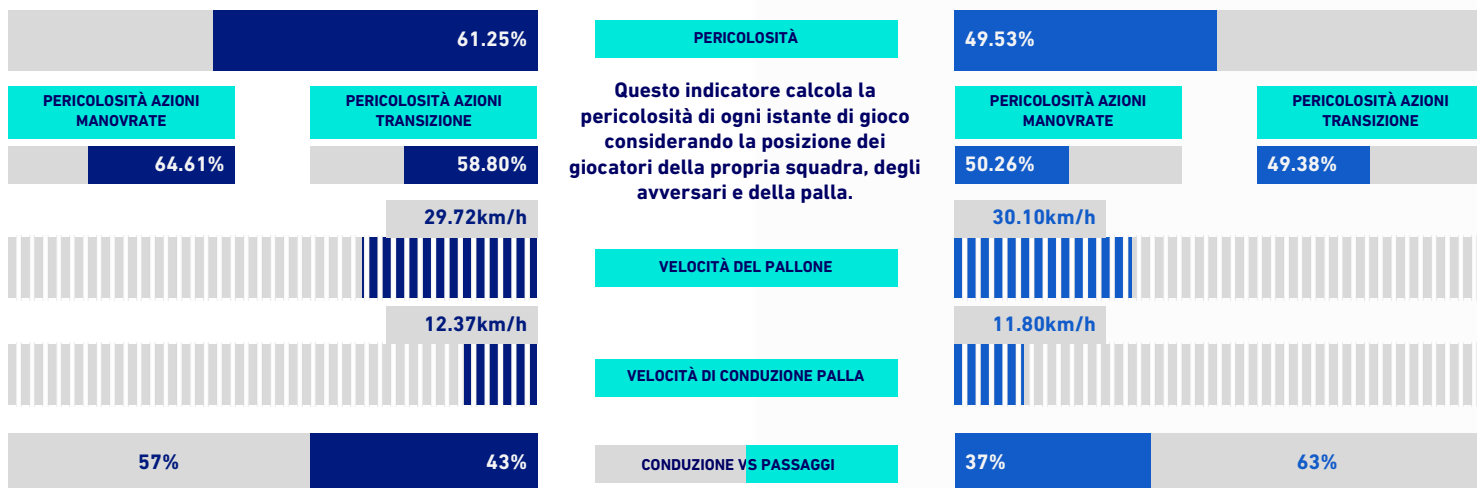 61.25%
PERICOLOSITÀ
49.53%
PERICOLOSITÀ AZIONI
MANOVRATE
PERICOLOSITÀ AZIONI
TRANSIZIONE
64.61%
58.80%
Questo indicatore calcola la
pericolosità di ogni istante di gioco
considerando la posizione dei
giocatori della propria squadra, degli
avversari e della palla.
PERICOLOSITÀ AZIONI
MANOVRATE
PERICOLOSITÀ AZIONI
TRANSIZIONE
50.26%
49.38%
29.72km/h
VELOCITÀ DEL PALLONE
30.10km/h
12.37km/h
VELOCITÀ DI CONDUZIONE PALLA
11.80km/h
57%
43%
CONDUZIONE VS PASSAGGI
37%
63%